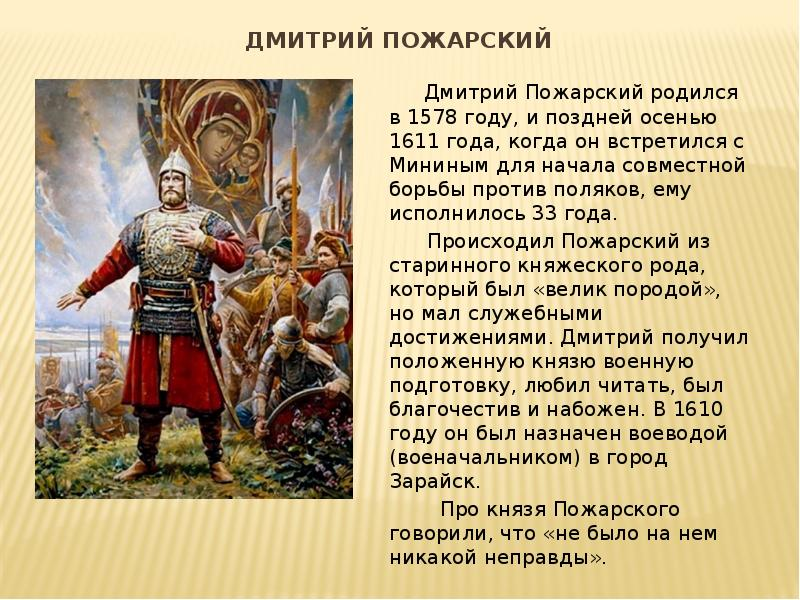 ДМИТРИЙ ПОЖАРСКИЙ
Дмитрий Пожарский родился
в 1578 году, и поздней осенью
1611 года, когда он встретился с
Мининым для начала совместной
борьбы против поляков, ему
исполнилось 33 года.
Происходил Пожарский из
старинного княжеского рода,
который был «велик породой»,
но мал служебными
достижениями. Дмитрий получил
положенную князю военную
подготовку, любил читать, был
благочестив и набожен. В 1610
году он был назначен воеводой
(военачальником) в город
Зарайск.
Про князя Пожарского
говорили, что «не было на нем
никакой неправды».